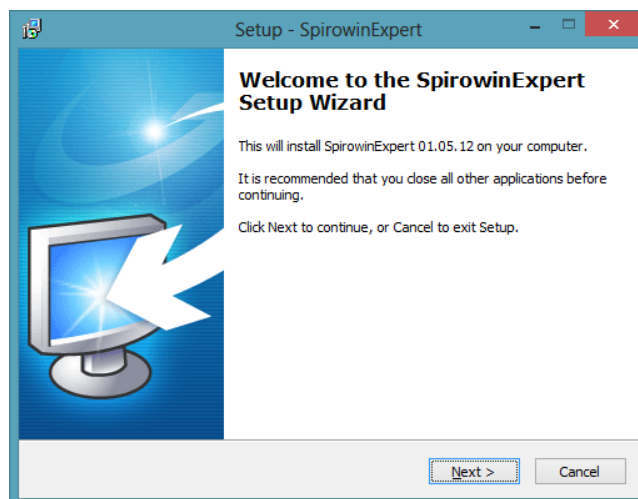 Setup - SpirowinExpert
Welcome to the SpirowinExpert
Setup Wizard
This will install SpirowinExpert 01.05.12 on your computer.
It is recommended that you close all other applications before
continuing.
Click Next to continue, or Cancel to exit Setup.
Next >
Cancel